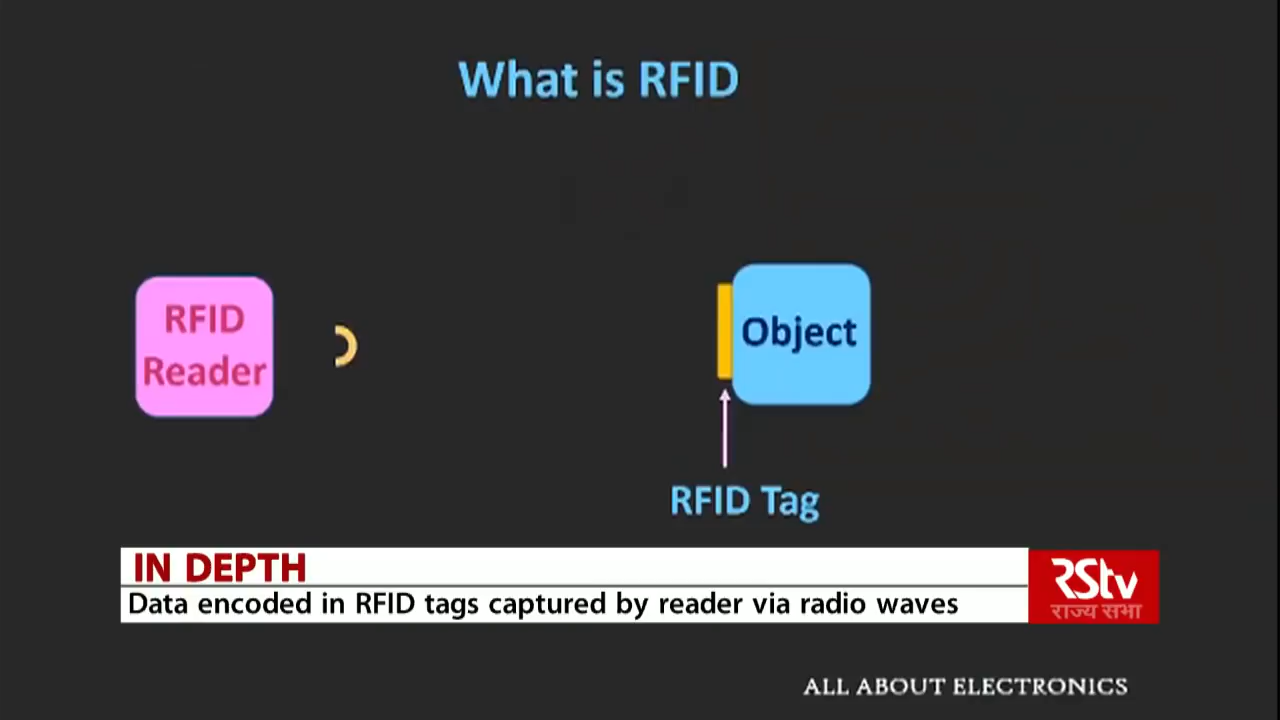 What is RFID
RFID
Reader
Object
RFID Tag
IN DEPTH
Data encoded in RFID tags captured by reader via radio waves
RStv
राज्य सभा
ALL ABOUT ELECTRONICS